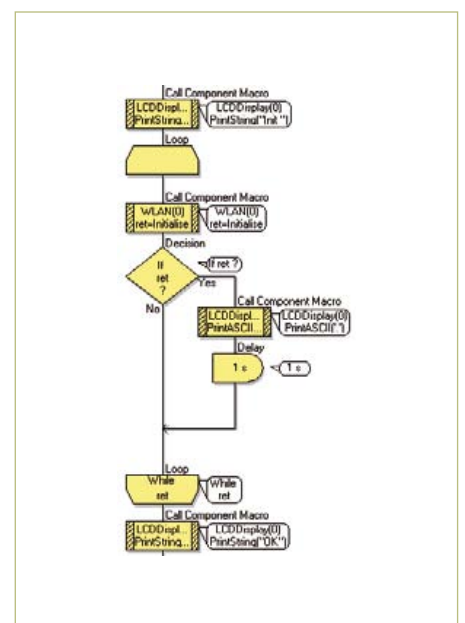 Call Component Macro
LCDDispl... LCDDisplay(0)
PrintString... PrintString("Init ")
Loop
Call Component Macro
WLAN(0) WLAN(0)
ret=Initialise ret=Initialise
Decision
If If ret ?
ret
?
Yes
No
Call Component Macro
LCDDispl... LCDDisplay(0)
PrintASCII... PrintASCII(".")
Delay
1 s 1 s
Loop
While While
ret ret
Call Component Macro
LCDDispl... LCDDisplay(0)
PrintString... PrintString("OK")